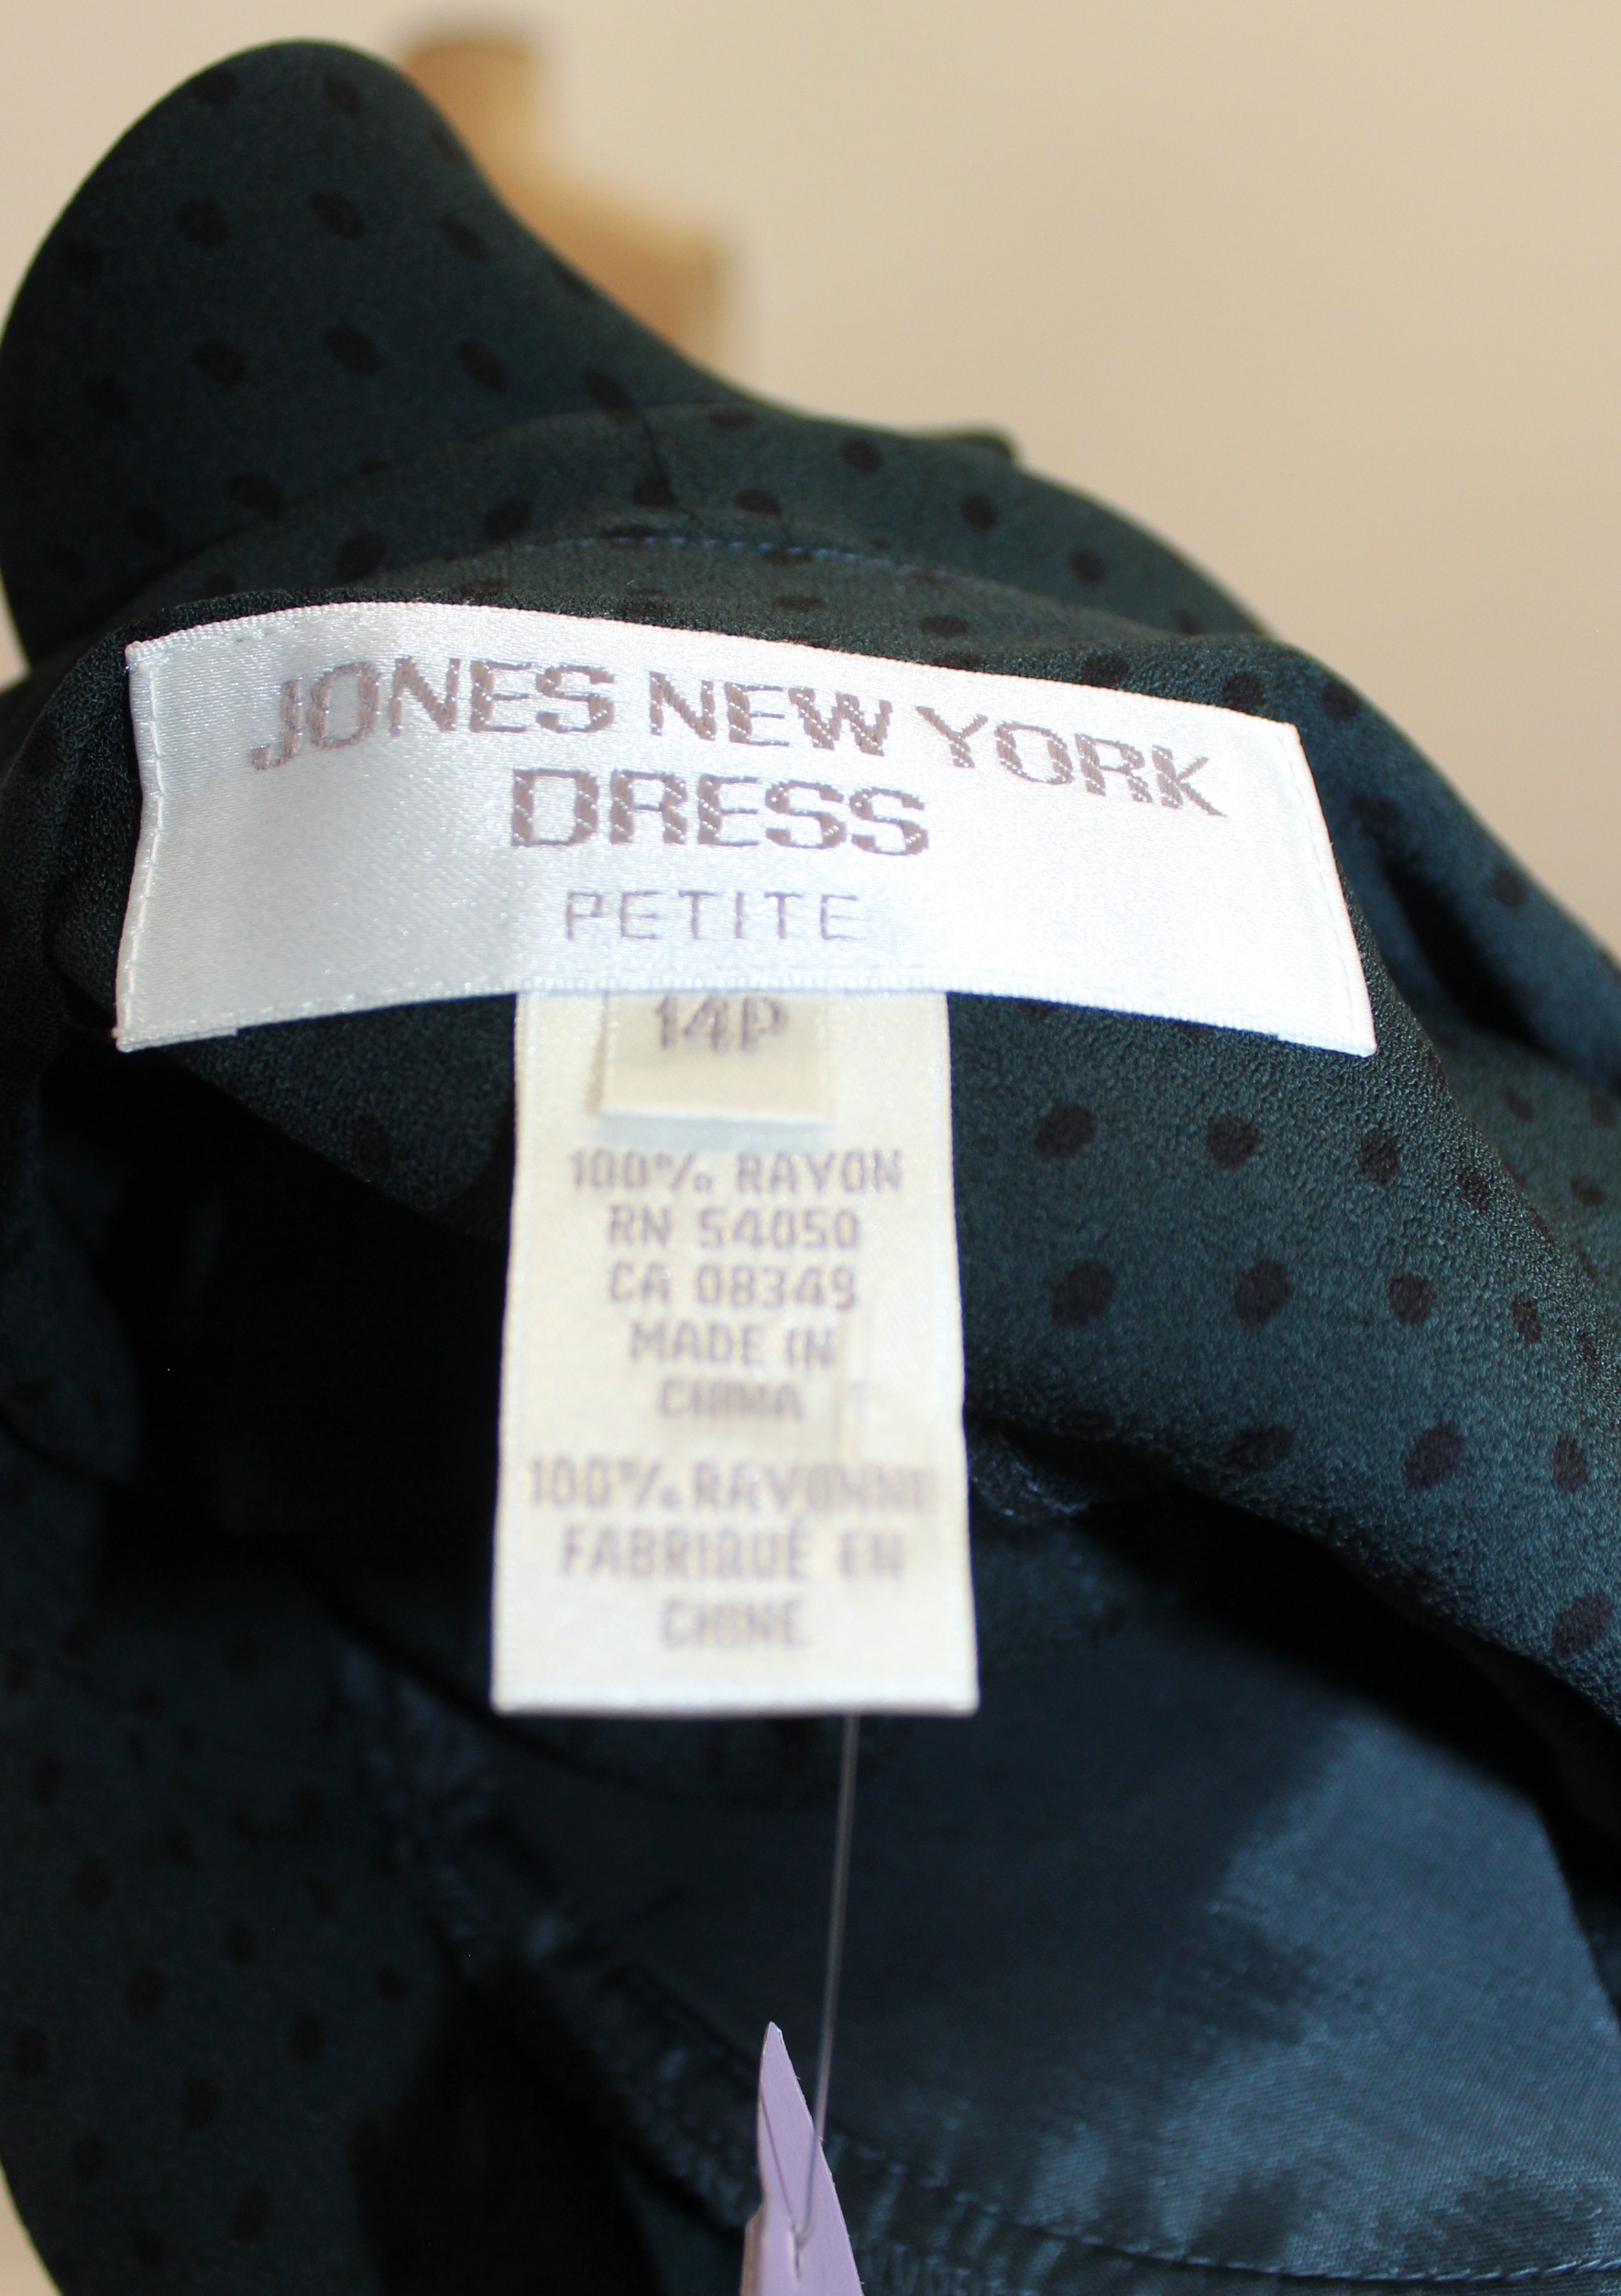 JONES NEW YORK
DRESS
PETITE
14P
100% RAYON
RN 54050
CA 08349
MADE IN
CHINA
100% RAYONNE
FABRIQUÉ EN
CHINE